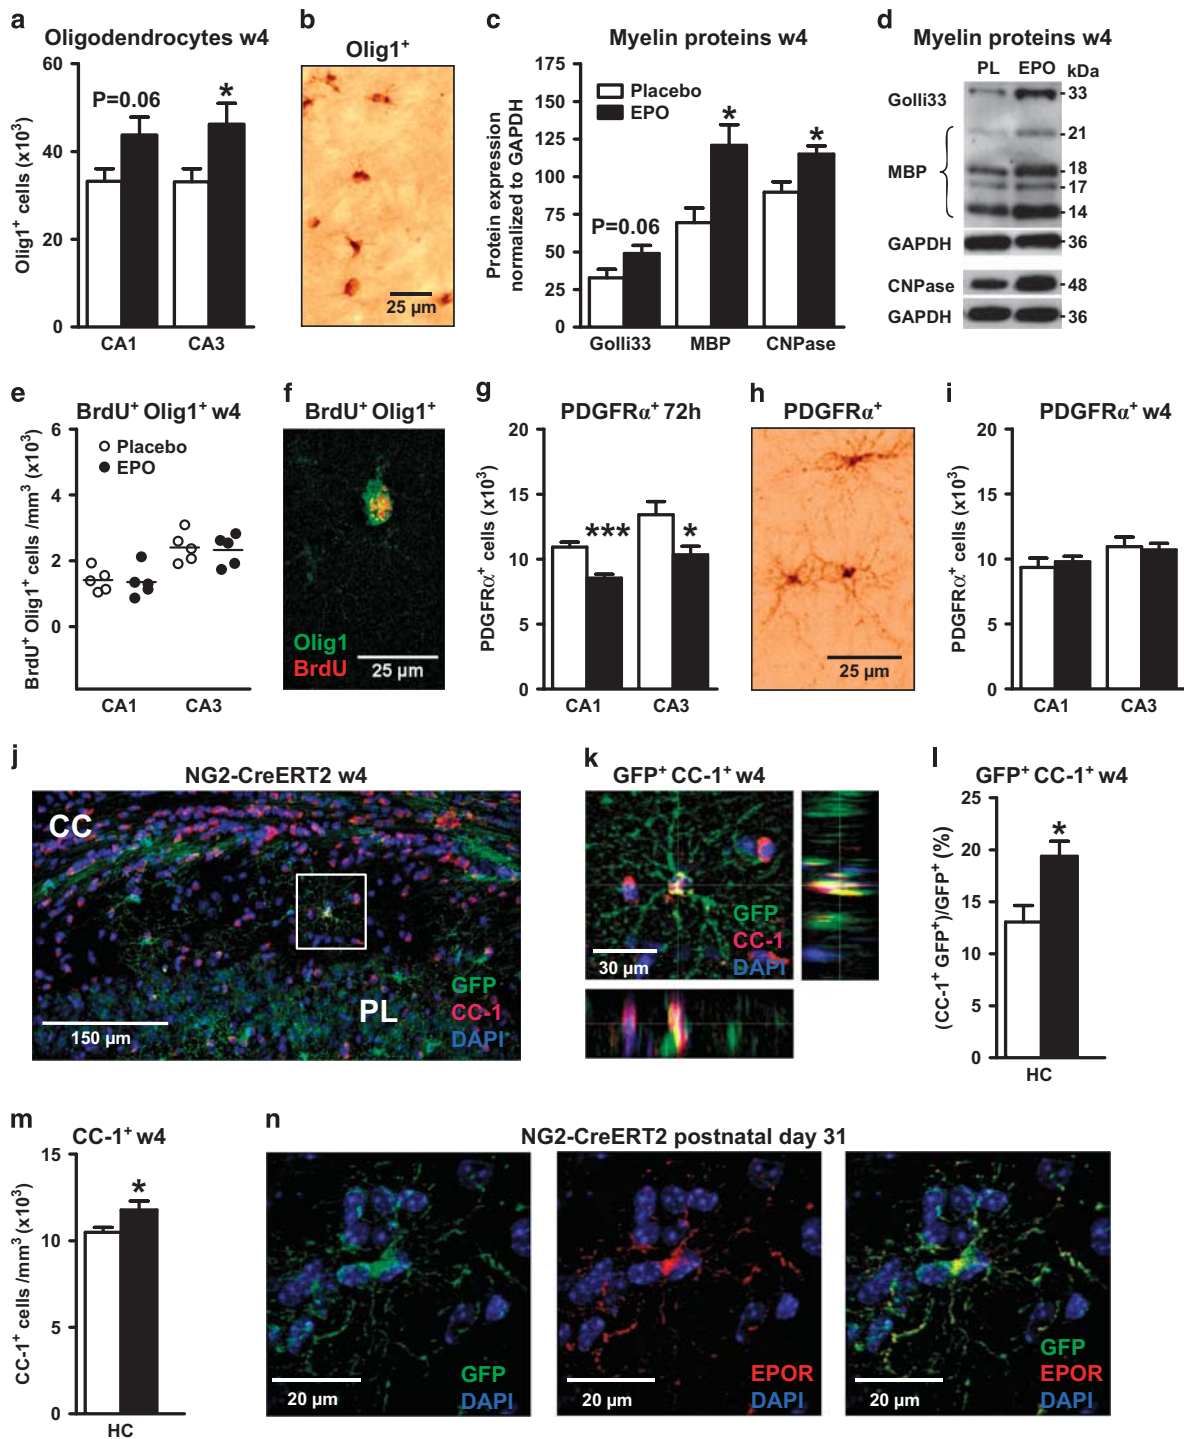 a
Oligodendrocytes w4
Olig1+ cells (x10³)
60
40
20
0
P=0.06
*
CA1
CA3
b
Olig1+
25 µm
c
Myelin proteins w4
Protein expression
normalized to GAPDH
175
150
125
100
75
50
25
0
Placebo
EPO
P=0.06
*
*
Golli33
MBP
CNPase
d
Myelin proteins w4
PL
EPO
kDa
Golli33
MBP
GAPDH
CNPase
GAPDH
33
21
18
17
14
36
48
36
e
BrdU+ Olig1+ w4
BrdU+ Olig1+ cells /mm³ (x10³)
6
4
2
0
Placebo
EPO
CA1
CA3
f
BrdU+ Olig1+
Olig1
BrdU
25 µm
g
PDGFRα+ 72h
PDGFRα+ cells (x10³)
20
15
10
5
0
***
*
CA1
CA3
h
PDGFRα+
25 µm
i
PDGFRα+ w4
PDGFRα+ cells (x10³)
20
15
10
5
0
CA1
CA3
j
NG2-CreERT2 w4
CC
PL
GFP
CC-1
DAPI
150 µm
k
GFP+ CC-1+ w4
GFP
CC-1
DAPI
30 µm
l
GFP+ CC-1+ w4
(CC-1+ GFP+)/GFP+ (%)
25
20
15
10
5
0
*
HC
m
CC-1+ w4
CC-1+ cells /mm³ (x10³)
15
10
5
0
*
HC
n
NG2-CreERT2 postnatal day 31
GFP
DAPI
20 µm
EPOR
DAPI
20 µm
GFP
EPOR
DAPI
20 µm